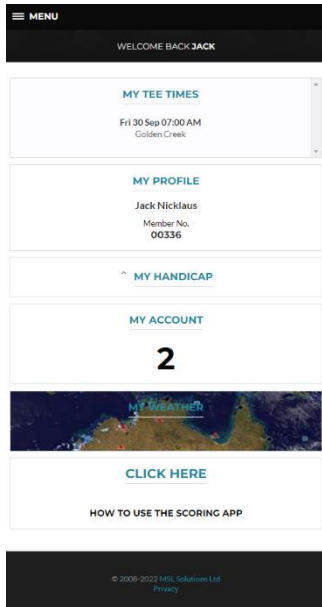 MENU
WELCOME BACK JACK
MY TEE TIMES
Fri 30 Sep 07:00 AM
Golden Creek
MY PROFILE
Jack Nicklaus
Member No.
00336
^ MY HANDICAP
MY ACCOUNT
2
MY WEATHER
CLICK HERE
HOW TO USE THE SCORING APP
© 2008-2022 MSL Solutions Ltd
Privacy